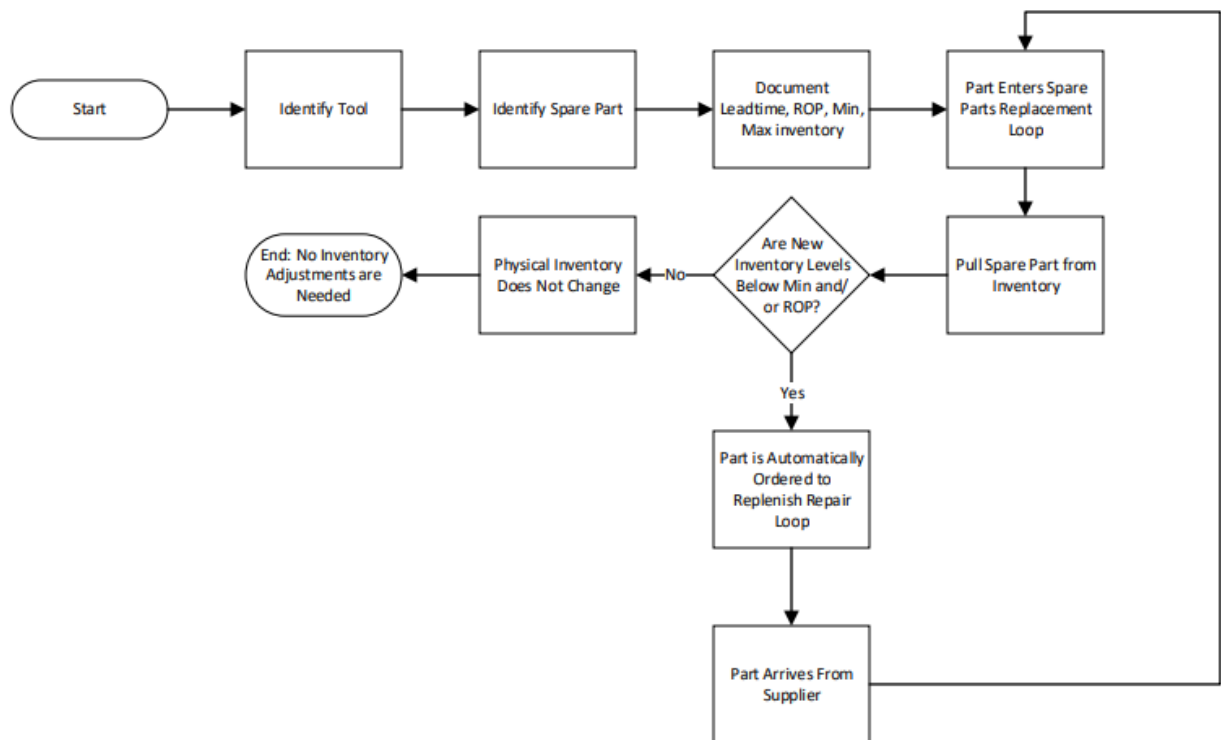 Start
Identify Tool
Identify Spare Part
Document
Leadtime, ROP, Min,
Max inventory
Part Enters Spare
Parts Replacement
Loop
Pull Spare Part from
Inventory
Are New
Inventory Levels
Below Min and/
or ROP?
No
Physical Inventory
Does Not Change
End: No Inventory
Adjustments are
Needed
Yes
Part is Automatically
Ordered to
Replenish Repair
Loop
Part Arrives From
Supplier